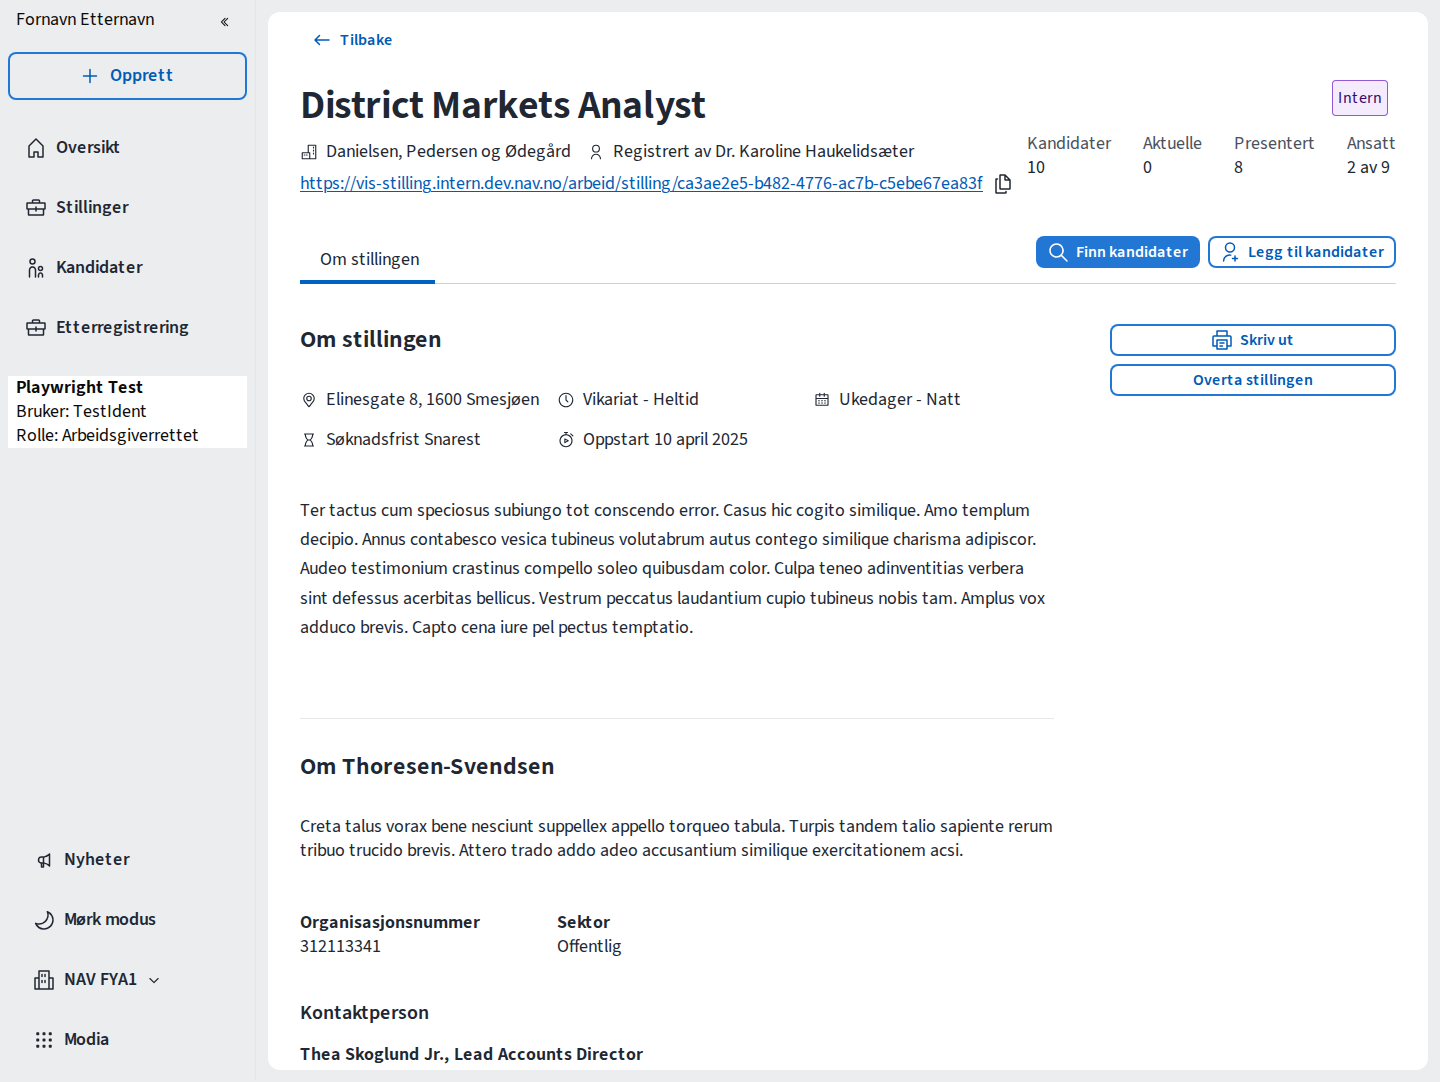 Fornavn Etternavn
Opprett
Oversikt
Stillinger
Kandidater
Etterregistrering
Playwright Test
Bruker: TestIdent
Rolle: Arbeidsgiverrettet
Nyheter
Mørk modus
NAV FYA1
Modia
Tilbake
District Markets Analyst
Intern
Danielsen, Pedersen og Ødegård Registrert av Dr. Karoline Haukelidsæter
https://vis-stilling.intern.dev.nav.no/arbeid/stilling/ca3ae2e5-b482-4776-ac7b-c5ebe67ea83f
Kandidater Aktuelle Presentert Ansatt
10 0 8 2 av 9
Om stillingen
Finn kandidater
Legg til kandidater
Om stillingen
Skriv ut
Overta stillingen
Elinesgate 8, 1600 Smesjøen Vikariat - Heltid Ukedager - Natt
Søknadsfrist Snarest Oppstart 10 april 2025
Ter tactus cum speciosus subiungo tot conscendo error. Casus hic cogito similique. Amo templum
decipio. Annus contabesco vesica tubineus volutabrum autus contego similique charisma adipiscor.
Audeo testimonium crastinus compello soleo quibusdam color. Culpa teneo adinventitias verbera
sint defessus acerbitas bellicus. Vestrum peccatus laudantium cupio tubineus nobis tam. Amplus vox
adduco brevis. Capto cena iure pel pectus temptatio.
Om Thoresen-Svendsen
Creta talus vorax bene nesciunt suppellex appello torqueo tabula. Turpis tandem talio sapiente rerum
tribuo trucido brevis. Attero trado addo adeo accusantium similique exercitationem acsi.
Organisasjonsnummer Sektor
312113341 Offentlig
Kontaktperson
Thea Skoglund Jr., Lead Accounts Director